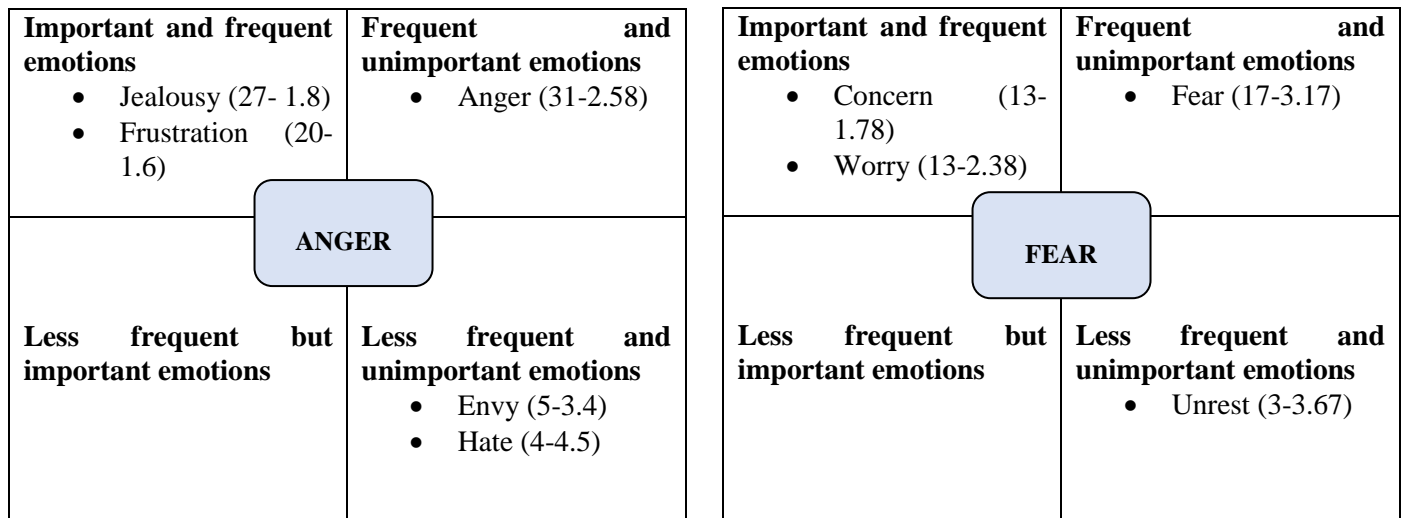 Important and frequent
emotions
• Jealousy (27- 1.8)
• Frustration (20-
1.6)
Frequent and
unimportant emotions
• Anger (31-2.58)
ANGER
Less frequent but
important emotions
Less frequent and
unimportant emotions
• Envy (5-3.4)
• Hate (4-4.5)
Important and frequent
emotions
• Concern (13-
1.78)
• Worry (13-2.38)
Frequent and
unimportant emotions
• Fear (17-3.17)
FEAR
Less frequent but
important emotions
Less frequent and
unimportant emotions
• Unrest (3-3.67)